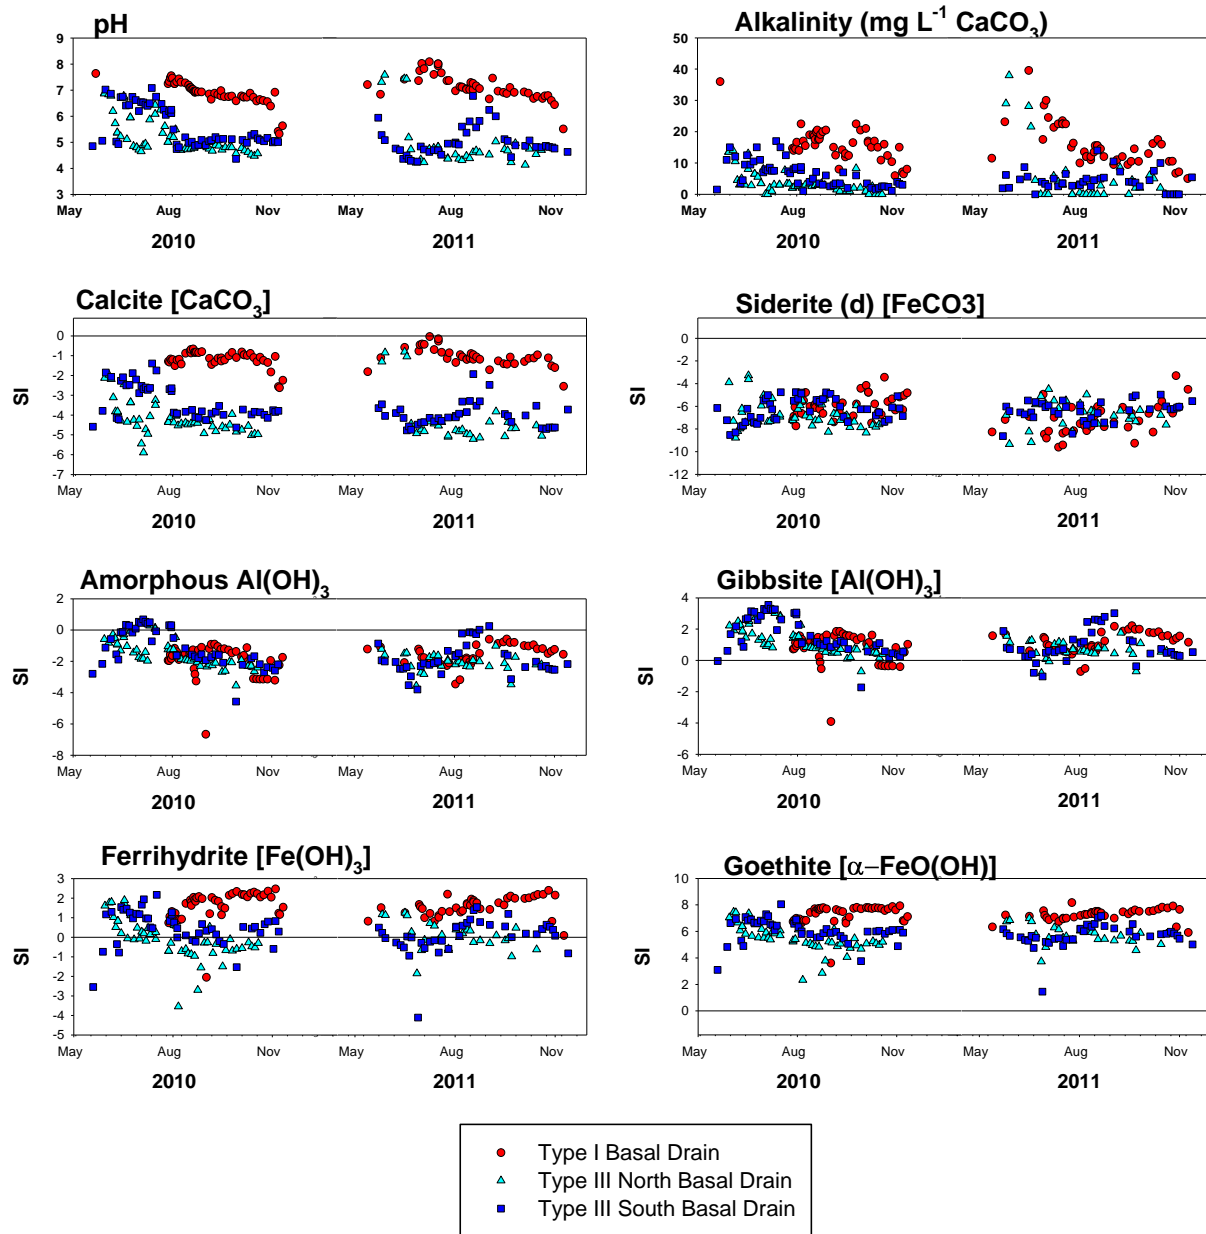 pH
9
8
7
6
5
4
3
May
Aug
Nov
May
Aug
Nov
2010
2011
Alkalinity (mg L⁻¹ CaCO₃)
50
40
30
20
10
0
May
Aug
Nov
May
Aug
Nov
2010
2011
Calcite [CaCO₃]
SI
0
-1
-2
-3
-4
-5
-6
-7
May
Aug
Nov
May
Aug
Nov
2010
2011
Siderite (d) [FeCO3]
SI
0
-4
-6
-8
-12
May
Aug
Nov
May
Aug
Nov
2010
2011
Amorphous Al(OH)₃
SI
2
0
-2
-4
-6
-8
May
Aug
Nov
May
Aug
Nov
2010
2011
Gibbsite [Al(OH)₃]
SI
4
2
0
-2
-4
-6
May
Aug
Nov
May
Aug
Nov
2010
2011
Ferrihydrite [Fe(OH)₃]
SI
3
2
1
0
-1
-2
-3
-4
-5
May
Aug
Nov
May
Aug
Nov
2010
2011
Goethite [α−FeO(OH)]
SI
10
8
6
4
2
0
May
Aug
Nov
May
Aug
Nov
2010
2011
Type I Basal Drain
Type III North Basal Drain
Type III South Basal Drain